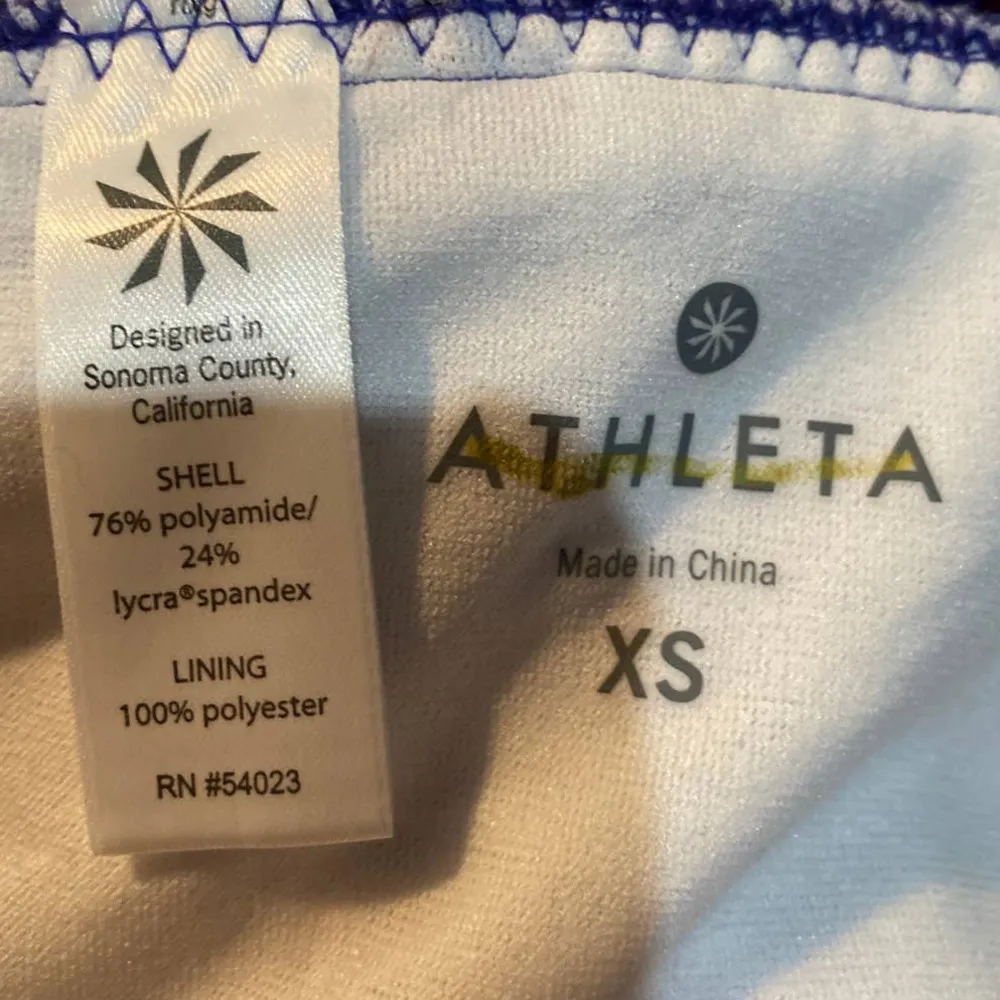 Designed in
Sonoma County,
California
SHELL
76% polyamide/
24%
lycra®spandex
LINING
100% polyester
RN #54023
ATHLETA
Made in China
XS